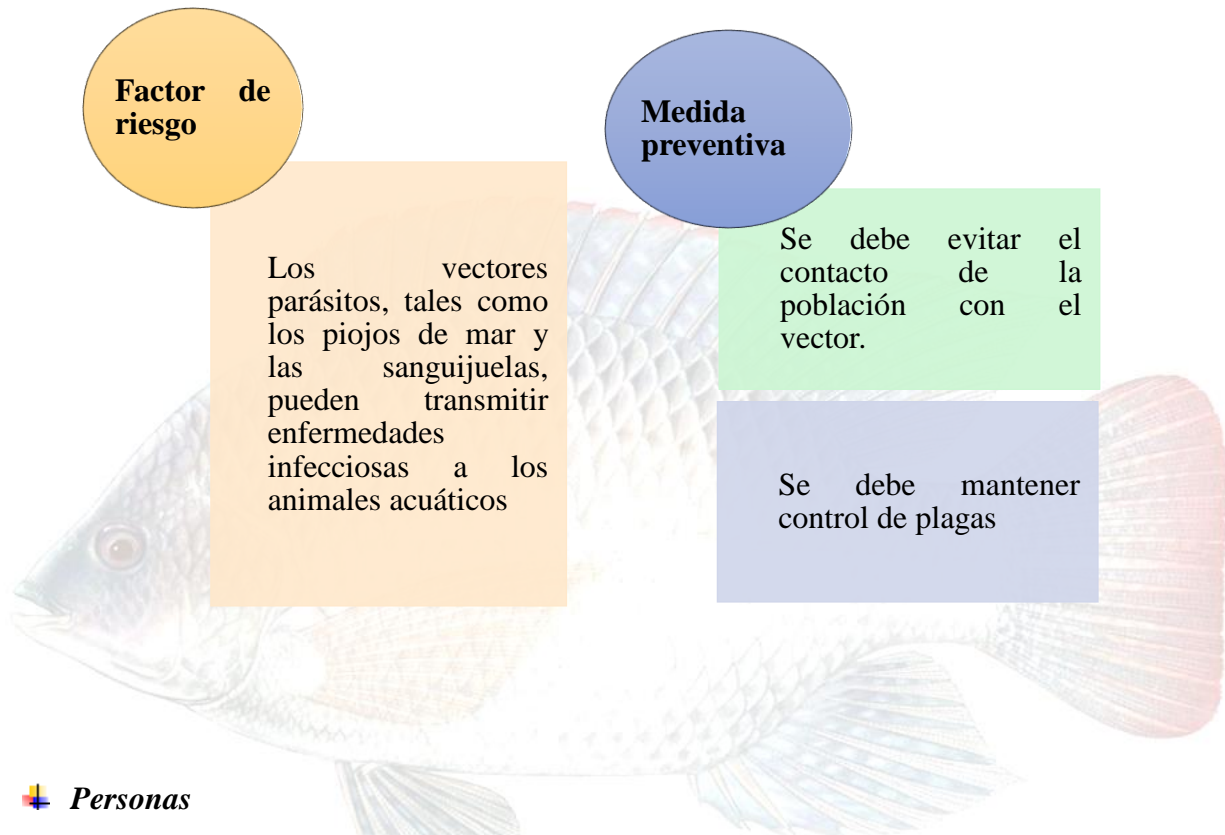 Factor de
riesgo
Los vectores
parásitos, tales como
los piojos de mar y
las sanguijuelas,
pueden transmitir
enfermedades
infecciosas a los
animales acuáticos
Medida
preventiva
Se debe evitar el
contacto de la
población con el
vector.
Se debe mantener
control de plagas
Personas